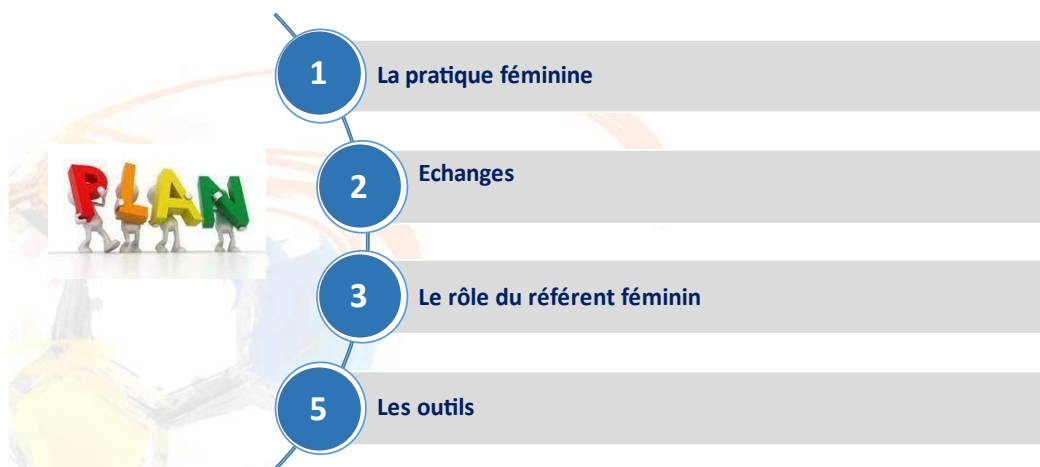 PLAN
1
La pratique féminine
2
Echanges
3
Le rôle du référent féminin
5
Les outils